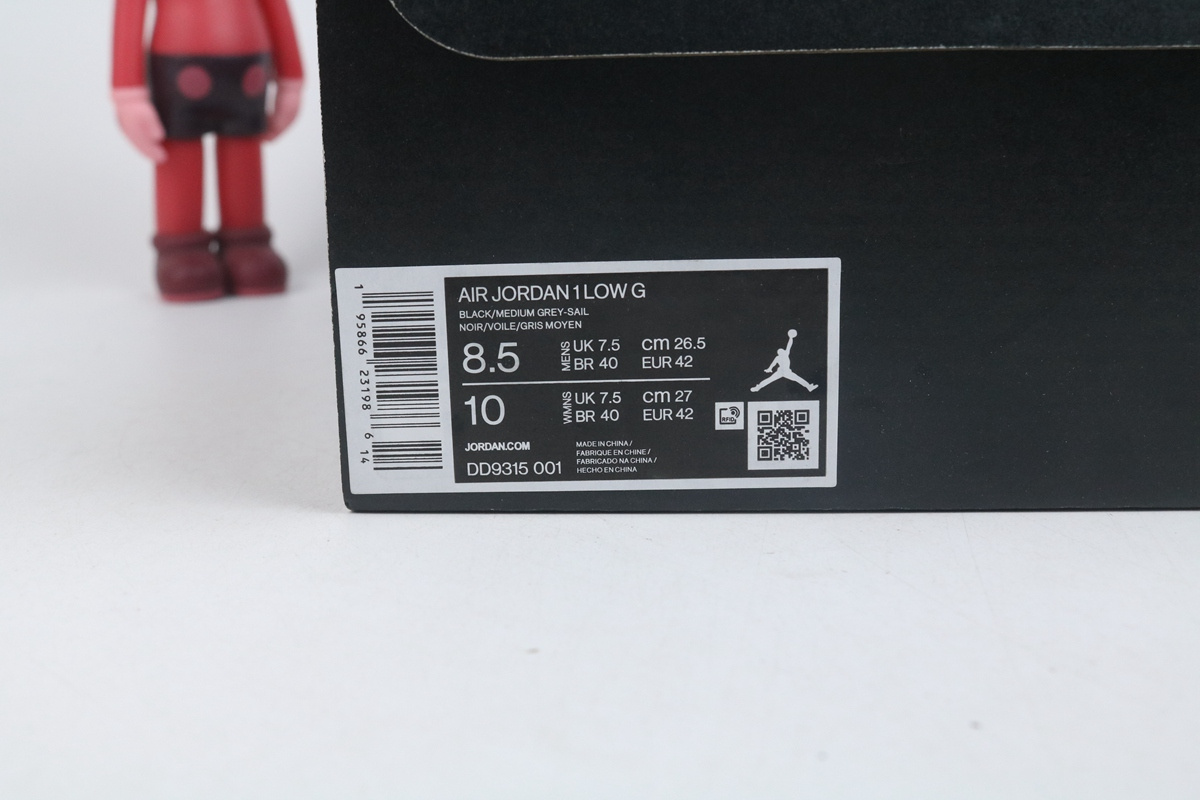 1 95866 23198 6 14
AIR JORDAN 1 LOW G
BLACK/MEDIUM GREY-SAIL
NOIR/VOILE/GRIS MOYEN
8.5 MENS UK 7.5 cm 26.5
BR 40 EUR 42
10 WMNS UK 7.5 cm 27
BR 40 EUR 42
RFID
JORDAN.COM
DD9315 001
MADE IN CHINA /
FABRIQUE EN CHINE /
FABRICADO NA CHINA /
HECHO EN CHINA